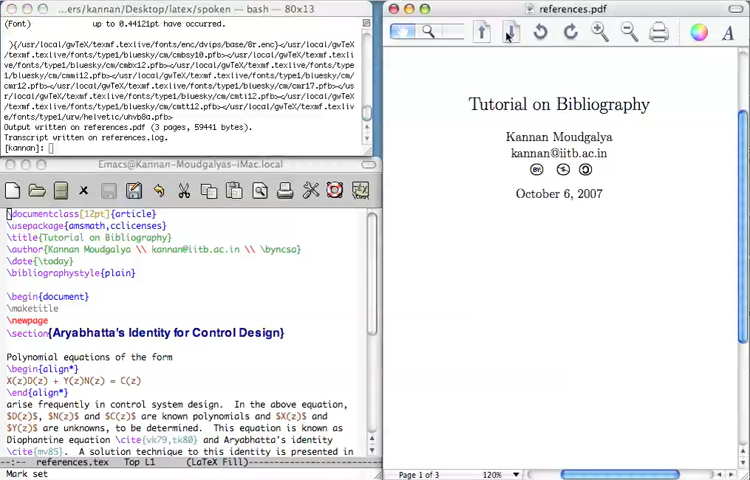 ...ers/kannan/Desktop/latex/spoken — bash — 80x13
(Font)              up to 0.44121pt have occurred.
){/usr/local/gwTeX/texmf.texlive/fonts/enc/dvips/base/8r.enc}</usr/local/gwTeX/
texmf.texlive/fonts/type1/bluesky/cm/cmbsy10.pfb></usr/local/gwTeX/texmf.texliv
e/fonts/type1/bluesky/cm/cmbx12.pfb></usr/local/gwTeX/texmf.texlive/fonts/type1
/bluesky/cm/cmmi12.pfb></usr/local/gwTeX/texmf.texlive/fonts/type1/bluesky/cm/
cmr12.pfb></usr/local/gwTeX/texmf.texlive/fonts/type1/bluesky/cm/cmr17.pfb></us
r/local/gwTeX/texmf.texlive/fonts/type1/bluesky/cm/cmti12.pfb></usr/local/gwTeX
/texmf.texlive/fonts/type1/bluesky/cm/cmtt12.pfb></usr/local/gwTeX/texmf.texliv
e/fonts/type1/urw/helvetic/uhvb8a.pfb>
Output written on references.pdf (3 pages, 59441 bytes).
Transcript written on references.log.
[kannan]:
Emacs@Kannan-Moudgalyas-iMac.local
\documentclass[12pt]{article}
\usepackage{amsmath,cclicenses}
\title{Tutorial on Bibliography}
\author{Kannan Moudgalya \\ kannan@iitb.ac.in \\ \byncsa}
\date{\today}
\bibliographystyle{plain}
\begin{document}
\maketitle
\newpage
\section{Aryabhatta's Identity for Control Design}
Polynomial equations of the form
\begin{align*}
X(z)D(z) + Y(z)N(z) = C(z)
\end{align*}
arise frequently in control system design.  In the above equation,
$D(z)$, $N(z)$ and $C(z)$ are known polynomials and $X(z)$ and
$Y(z)$ are unknowns, to be determined.  This equation is known as
Diophantine equation \cite{vk79,tk80} and Aryabhatta's identity
\cite{mv85}.  A solution technique to this identity is presented in
--:--  references.tex   Top L1    (LaTeX Fill)
Mark set
references.pdf
Tutorial on Bibliography
Kannan Moudgalya
kannan@iitb.ac.in
October 6, 2007
Page 1 of 3   120%